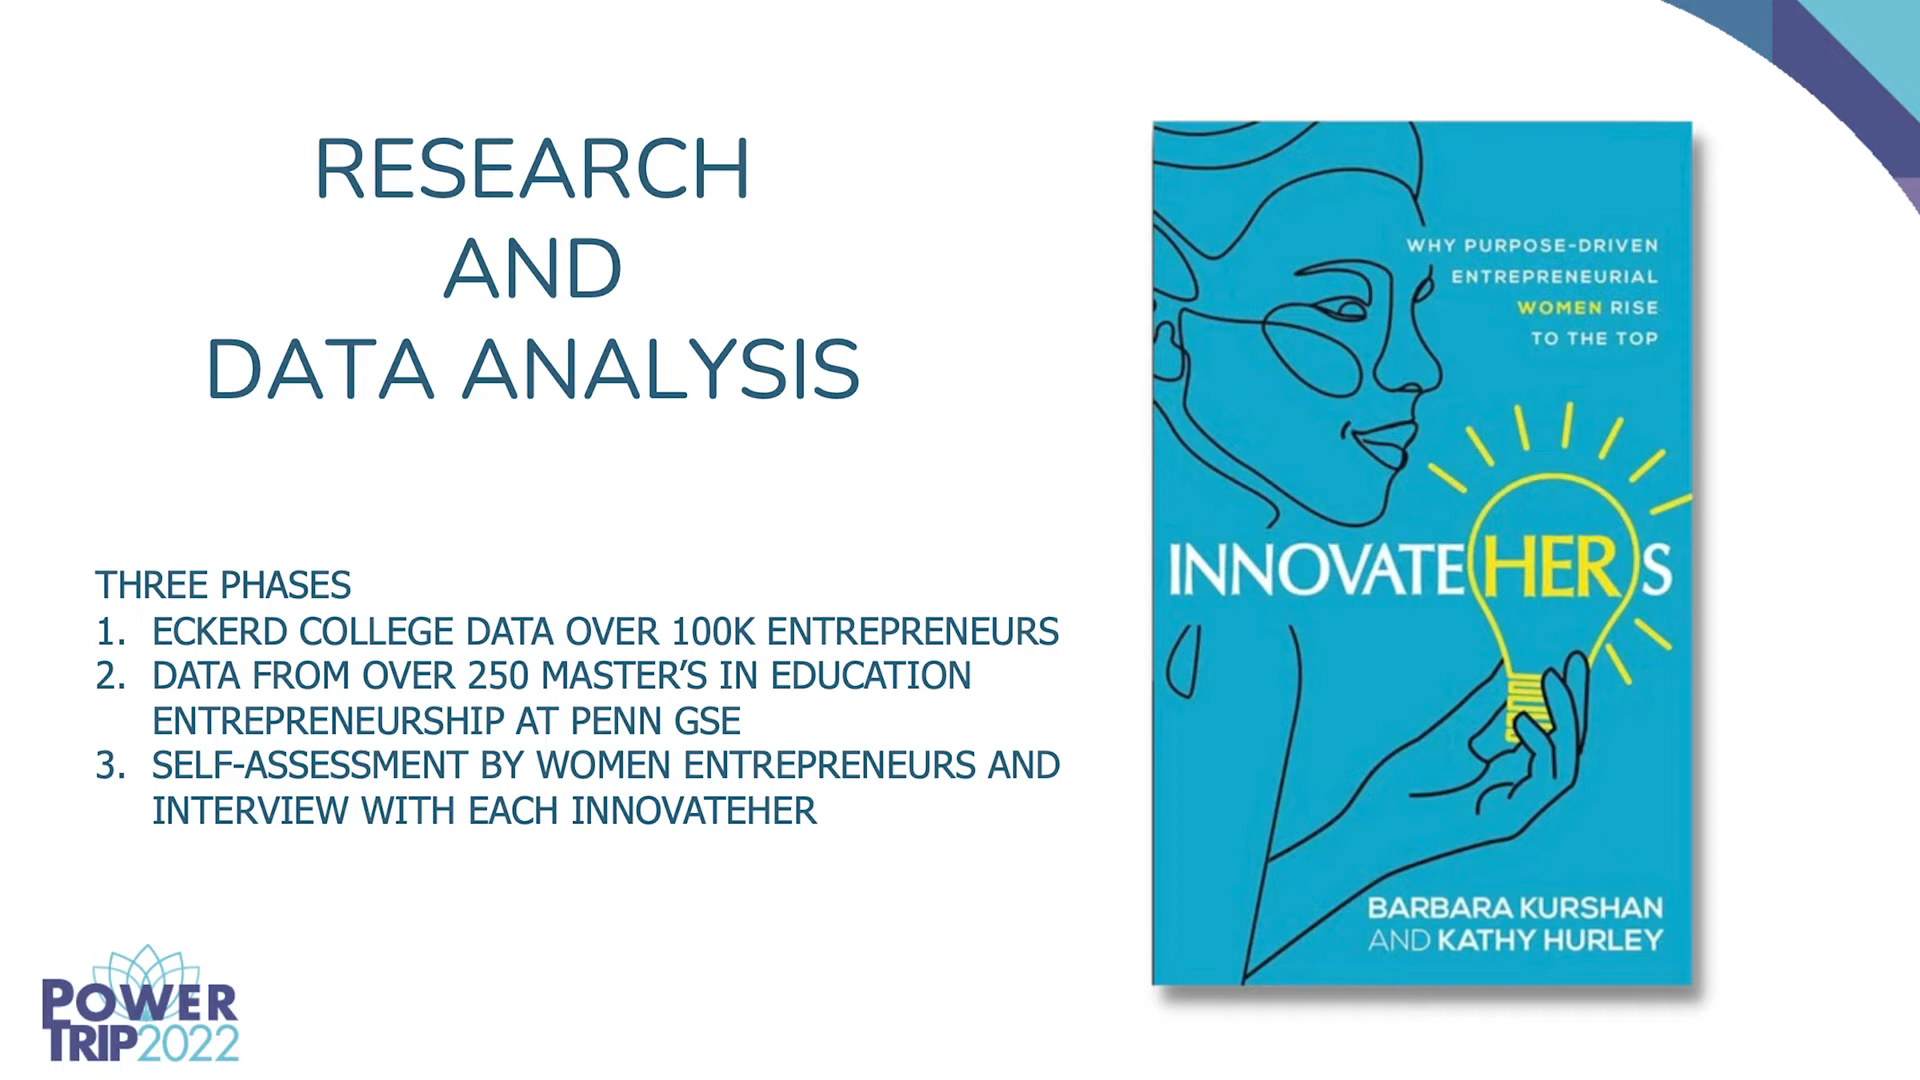 RESEARCH
AND
DATA ANALYSIS
THREE PHASES
1. ECKERD COLLEGE DATA OVER 100K ENTREPRENEURS
2. DATA FROM OVER 250 MASTER’S IN EDUCATION
ENTREPRENEURSHIP AT PENN GSE
3. SELF-ASSESSMENT BY WOMEN ENTREPRENEURS AND
INTERVIEW WITH EACH INNOVATEHER
WHY PURPOSE-DRIVEN
ENTREPRENEURIAL
WOMEN RISE
TO THE TOP
INNOVATEHERS
BARBARA KURSHAN
AND KATHY HURLEY
POWER
TRIP2022